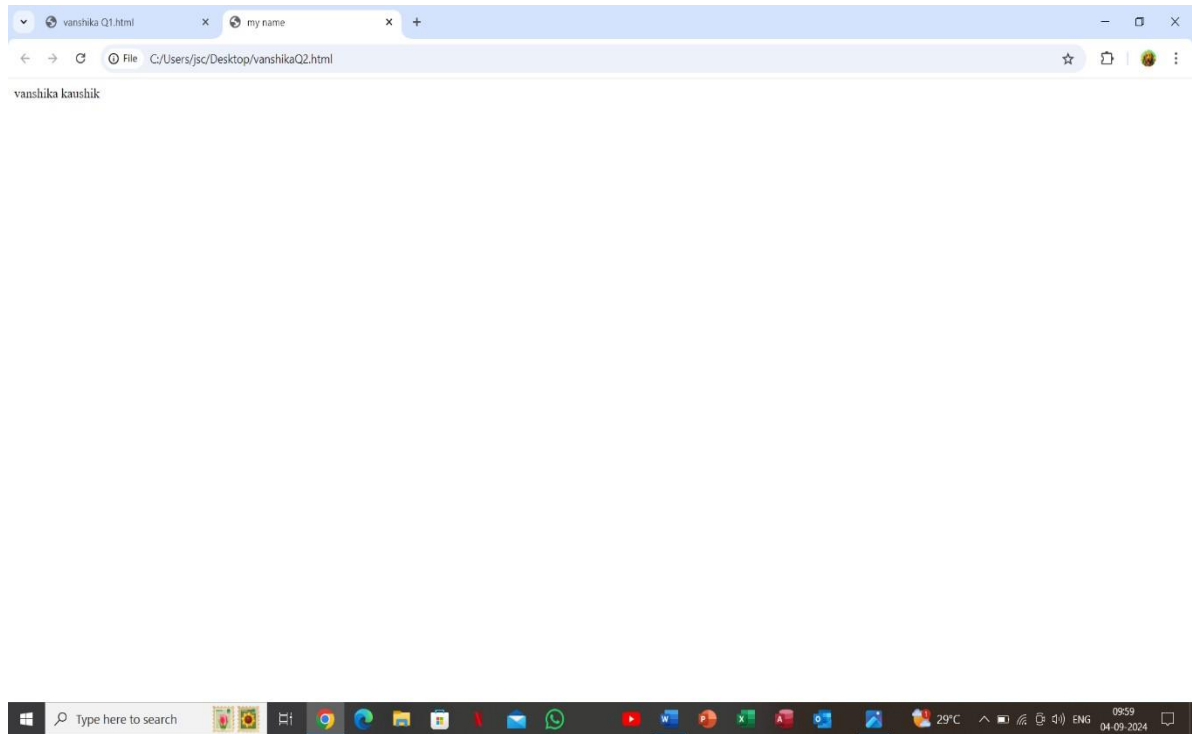 vanshika Q1.html
my name
File C:/Users/jsc/Desktop/vanshikaQ2.html
vanshika kaushik
Type here to search
29°C
ENG
09:59
04-09-2024